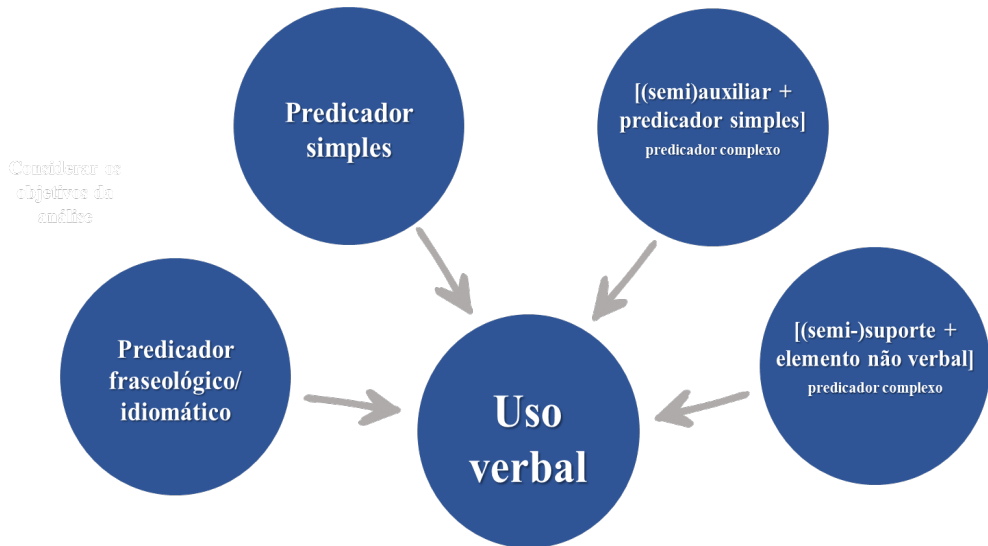 Predicador
simples
[(semi)auxiliar +
predicador simples]
predicador complexo
Considerar os
objetivos da
análise
Predicador
fraseológico/
idiomático
[(semi-)suporte +
elemento não verbal]
predicador complexo
Uso
verbal